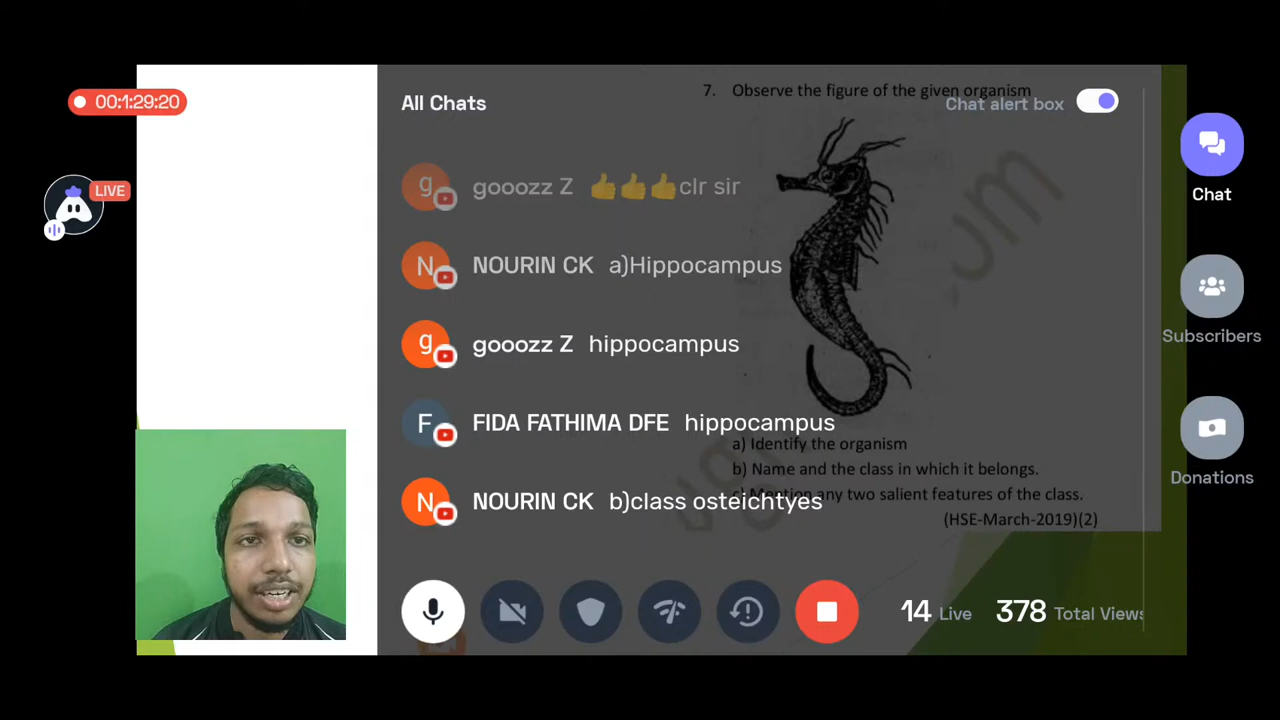 00:1:29:20
LIVE
All Chats
7. Observe the figure of the given organism
Chat alert box
g gooozz Z 👍👍👍clr sir
N NOURIN CK a)Hippocampus
g gooozz Z hippocampus
F FIDA FATHIMA DFE hippocampus
a) Identify the organism
b) Name and the class in which it belongs.
N NOURIN CK b)class osteichtyes
c) Mention any two salient features of the class.
(HSE-March-2019)(2)
14 Live 378 Total Views
Chat
Subscribers
Donations